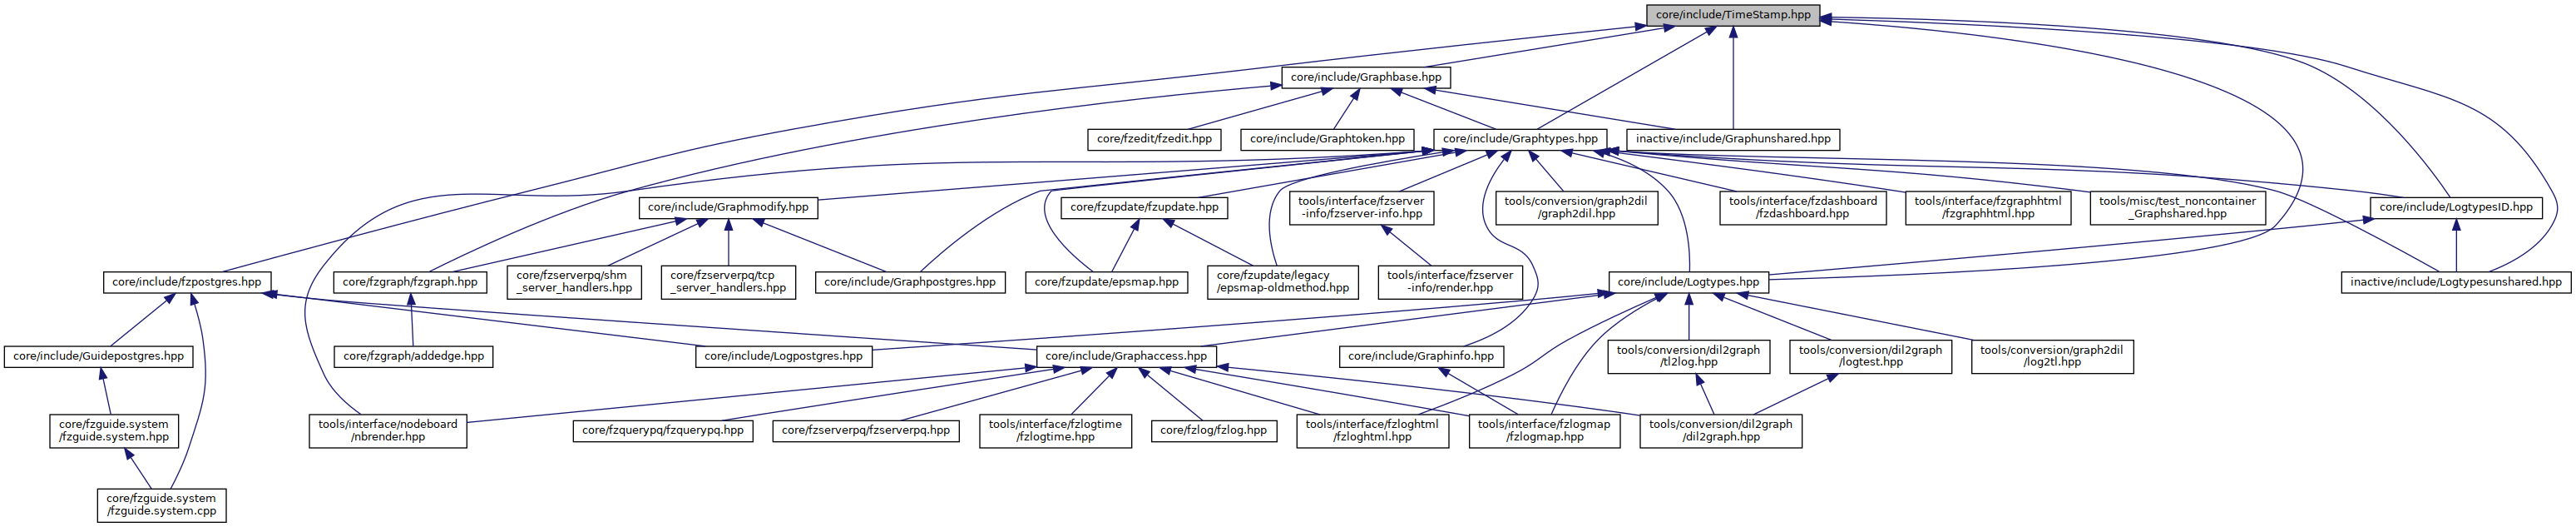 core/include/TimeStamp.hpp
core/include/Graphbase.hpp
core/fzedit/fzedit.hpp
core/include/Graphtoken.hpp
core/include/Graphtypes.hpp
inactive/include/Graphunshared.hpp
core/include/Graphmodify.hpp
core/fzupdate/fzupdate.hpp
tools/interface/fzserver
-info/fzserver-info.hpp
tools/conversion/graph2dil
/graph2dil.hpp
tools/interface/fzdashboard
/fzdashboard.hpp
tools/interface/fzgraphhtml
/fzgraphhtml.hpp
tools/misc/test_noncontainer
_Graphshared.hpp
core/include/LogtypesID.hpp
core/include/fzpostgres.hpp
core/fzgraph/fzgraph.hpp
core/fzserverpq/shm
_server_handlers.hpp
core/fzserverpq/tcp
_server_handlers.hpp
core/include/Graphpostgres.hpp
core/fzupdate/epsmap.hpp
core/fzupdate/legacy
/epsmap-oldmethod.hpp
tools/interface/fzserver
-info/render.hpp
core/include/Logtypes.hpp
inactive/include/Logtypesunshared.hpp
core/include/Guidepostgres.hpp
core/fzgraph/addedge.hpp
core/include/Logpostgres.hpp
core/include/Graphaccess.hpp
core/include/Graphinfo.hpp
tools/conversion/dil2graph
/tl2log.hpp
tools/conversion/dil2graph
/logtest.hpp
tools/conversion/graph2dil
/log2tl.hpp
core/fzguide.system
/fzguide.system.hpp
tools/interface/nodeboard
/nbrender.hpp
core/fzquerypq/fzquerypq.hpp
core/fzserverpq/fzserverpq.hpp
tools/interface/fzlogtime
/fzlogtime.hpp
core/fzlog/fzlog.hpp
tools/interface/fzloghtml
/fzloghtml.hpp
tools/interface/fzlogmap
/fzlogmap.hpp
tools/conversion/dil2graph
/dil2graph.hpp
core/fzguide.system
/fzguide.system.cpp